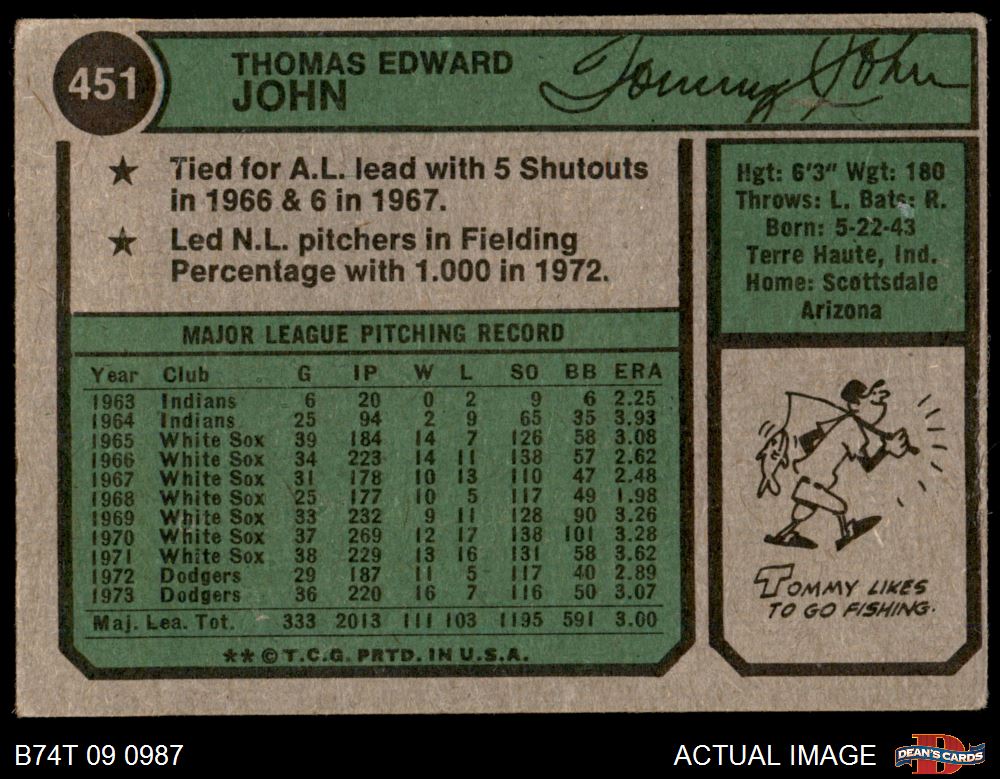 451
THOMAS EDWARD
JOHN
Tommy John
★ Tied for A.L. lead with 5 Shutouts
in 1966 & 6 in 1967.
★ Led N.L. pitchers in Fielding
Percentage with 1.000 in 1972.
Hgt: 6'3" Wgt: 180
Throws: L. Bats: R.
Born: 5-22-43
Terre Haute, Ind.
Home: Scottsdale
Arizona
MAJOR LEAGUE PITCHING RECORD
Year Club G IP W L SO BB ERA
1963 Indians 6 20 0 2 9 6 2.25
1964 Indians 25 94 2 9 65 35 3.93
1965 White Sox 39 184 14 7 126 58 3.08
1966 White Sox 34 223 14 11 138 57 2.62
1967 White Sox 31 178 10 13 110 47 2.48
1968 White Sox 25 177 10 5 117 49 1.98
1969 White Sox 33 232 9 11 128 90 3.26
1970 White Sox 37 269 12 17 138 101 3.28
1971 White Sox 38 229 13 16 131 58 3.62
1972 Dodgers 29 187 11 5 117 40 2.89
1973 Dodgers 36 220 16 7 116 50 3.07
Maj. Lea. Tot. 333 2013 111 103 1195 591 3.00
** © T.C.G. PRTD. IN U.S.A.
TOMMY LIKES
TO GO FISHING.
B74T 09 0987
ACTUAL IMAGE
DEAN'S CARDS